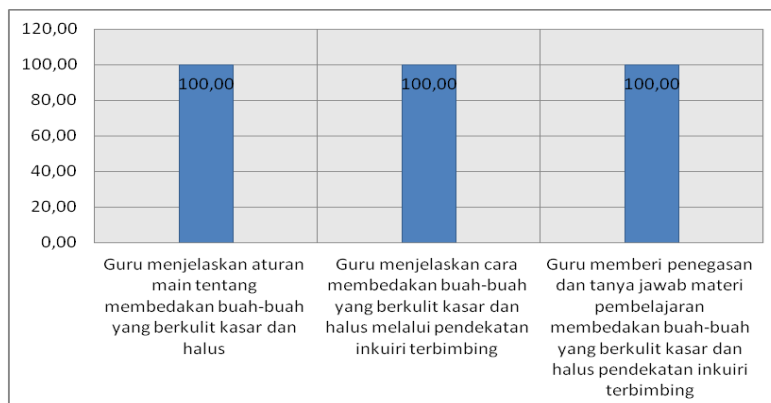 120,00
100,00
80,00
60,00
40,00
20,00
0,00
100,00
100,00
100,00
Guru menjelaskan aturan
main tentang
membedakan buah-buah
yang berkulit kasar dan
halus
Guru menjelaskan cara
membedakan buah-buah
yang berkulit kasar dan
halus melalui pendekatan
inkuiri terbimbing
Guru memberi penegasan
dan tanya jawab materi
pembelajaran
membedakan buah-buah
yang berkulit kasar dan
halus pendekatan inkuiri
terbimbing